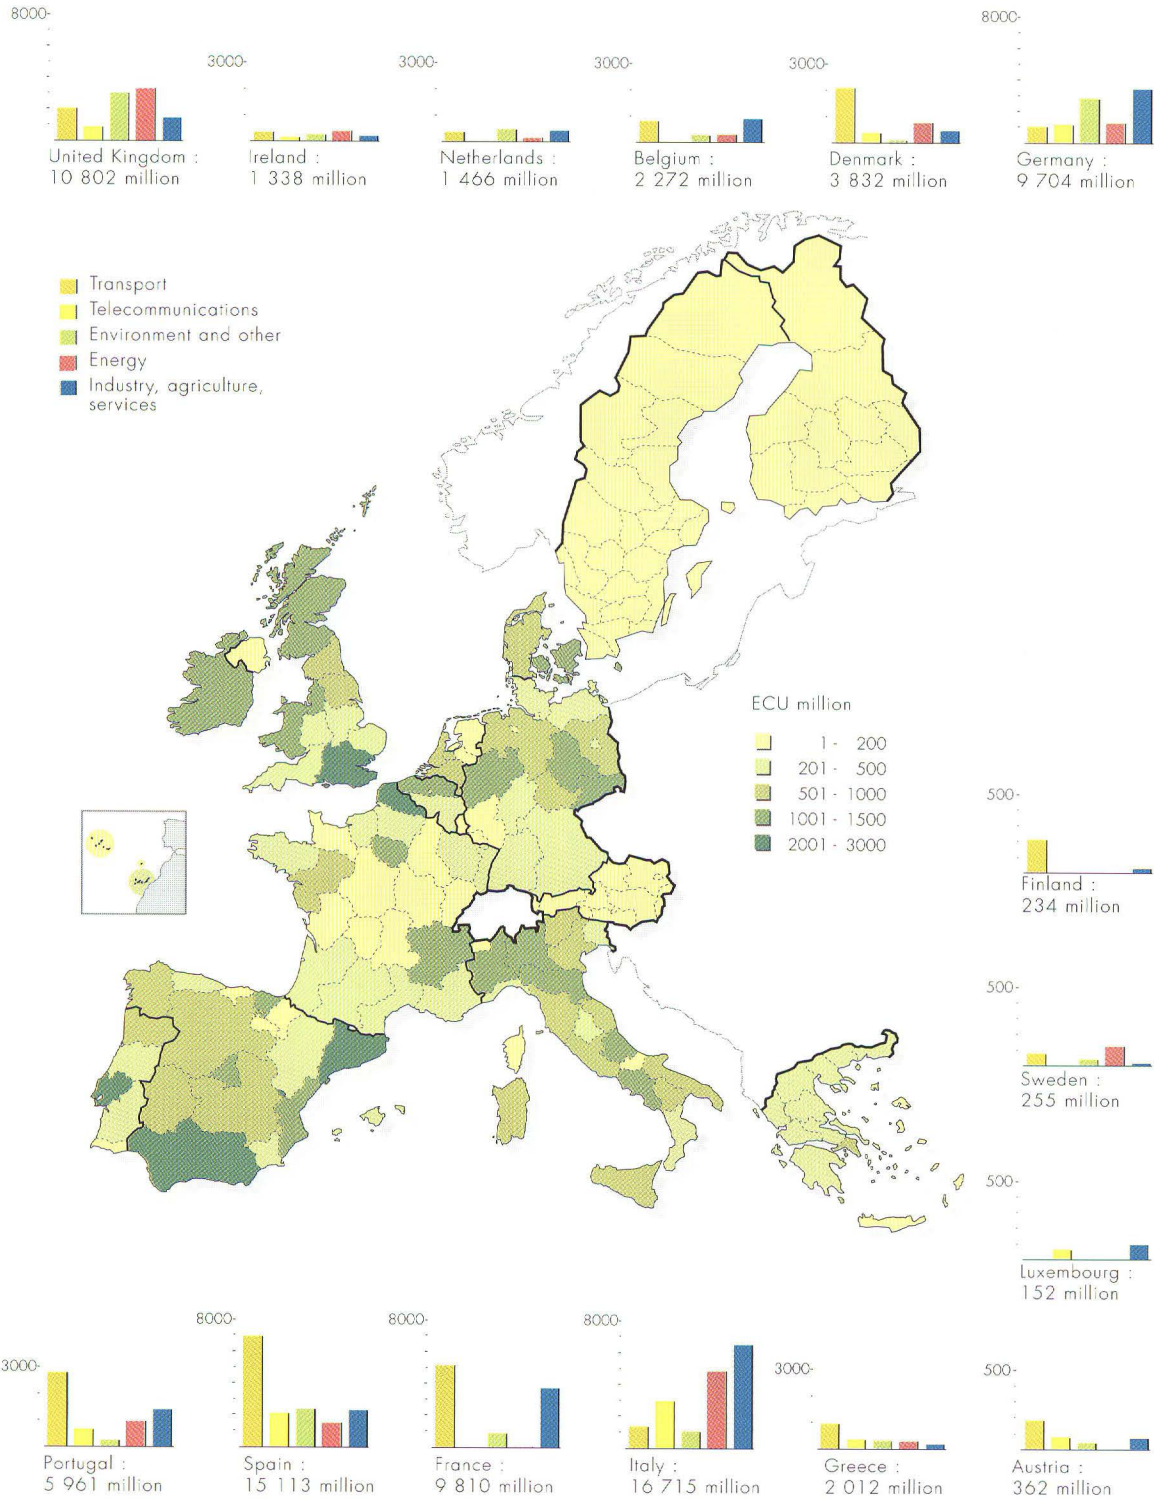 8000-
3000-
3000-
3000-
3000-
8000-
United Kingdom :
10 802 million
Ireland :
1 338 million
Netherlands :
1 466 million
Belgium :
2 272 million
Denmark :
3 832 million
Germany :
9 704 million
Transport
Telecommunications
Environment and other
Energy
Industry, agriculture,
services
ECU million
1 - 200
201 - 500
501 - 1000
1001 - 1500
2001 - 3000
500-
Finland :
234 million
500-
Sweden :
255 million
500-
Luxembourg :
152 million
3000-
8000-
8000-
8000-
3000-
500-
Portugal :
5 961 million
Spain :
15 113 million
France :
9 810 million
Italy :
16 715 million
Greece :
2 012 million
Austria :
362 million